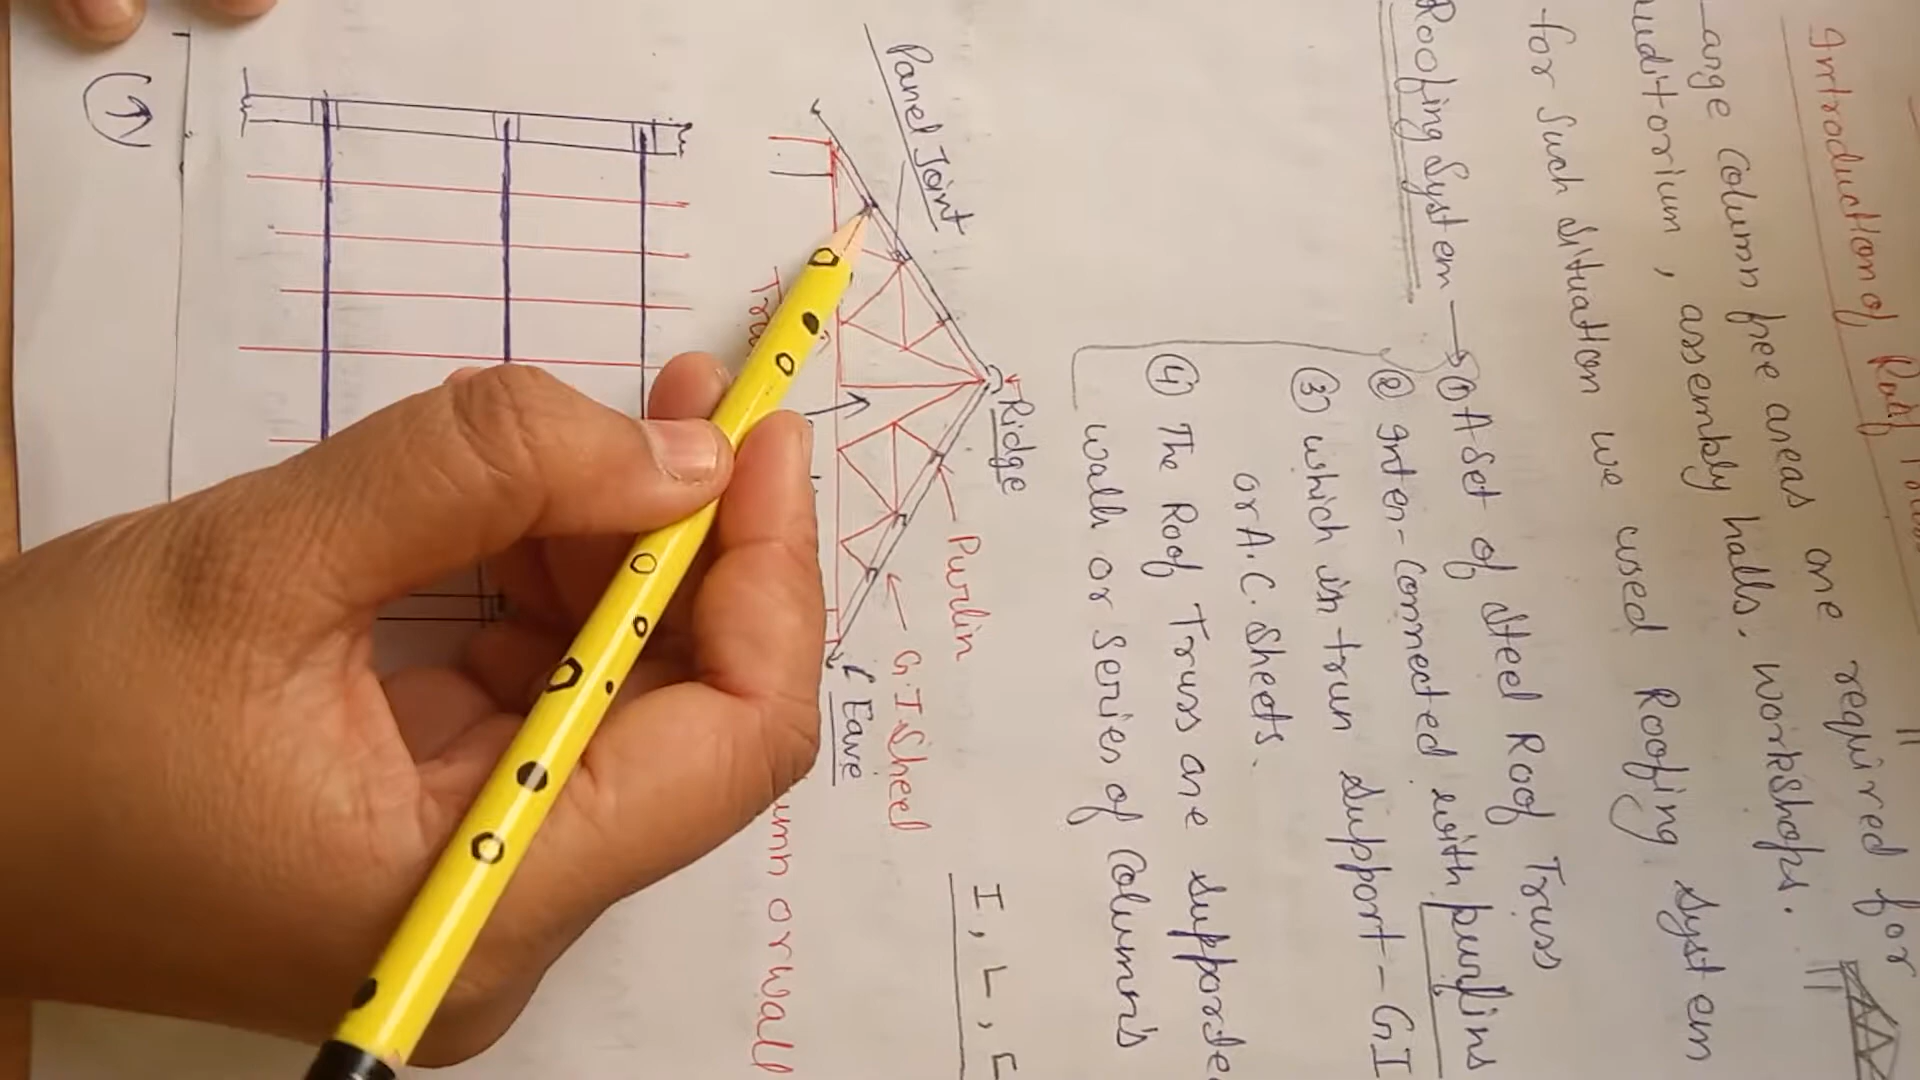 Introduction of Roof
Large Column free areas are required for
auditorium, assembly halls, workshops.
for Such situation we used Roofing System
Roofing System → ① A Set of Steel Roof Truss
② Inter-Connected with purlins
③ which in trun Support-GI
or A.C. Sheets.
④ The Roof Truss are supported
walls or Series of Columns
I, L, [
Panel Joint
Ridge
Purlin
G.I Sheel
Eave
or wall